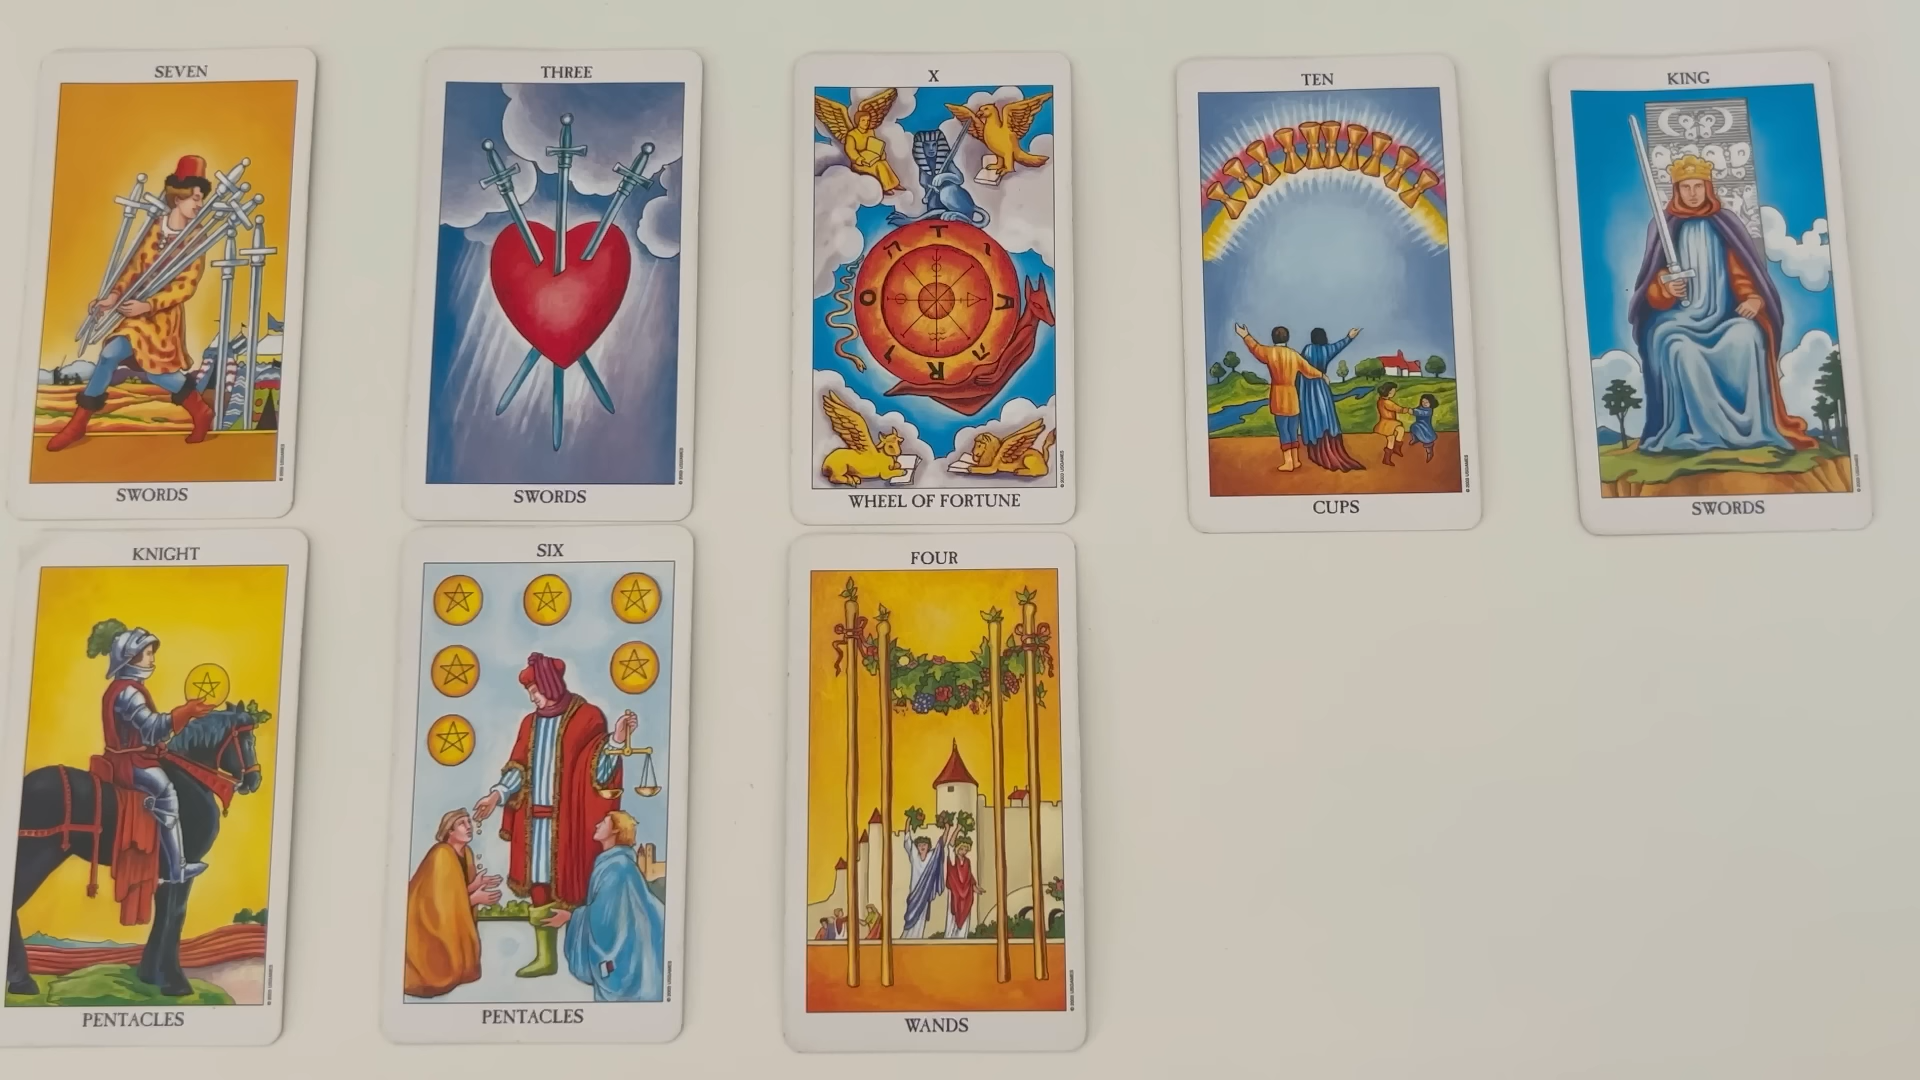 SEVEN
SWORDS
THREE
SWORDS
X
WHEEL OF FORTUNE
TEN
CUPS
KING
SWORDS
KNIGHT
PENTACLES
SIX
PENTACLES
FOUR
WANDS